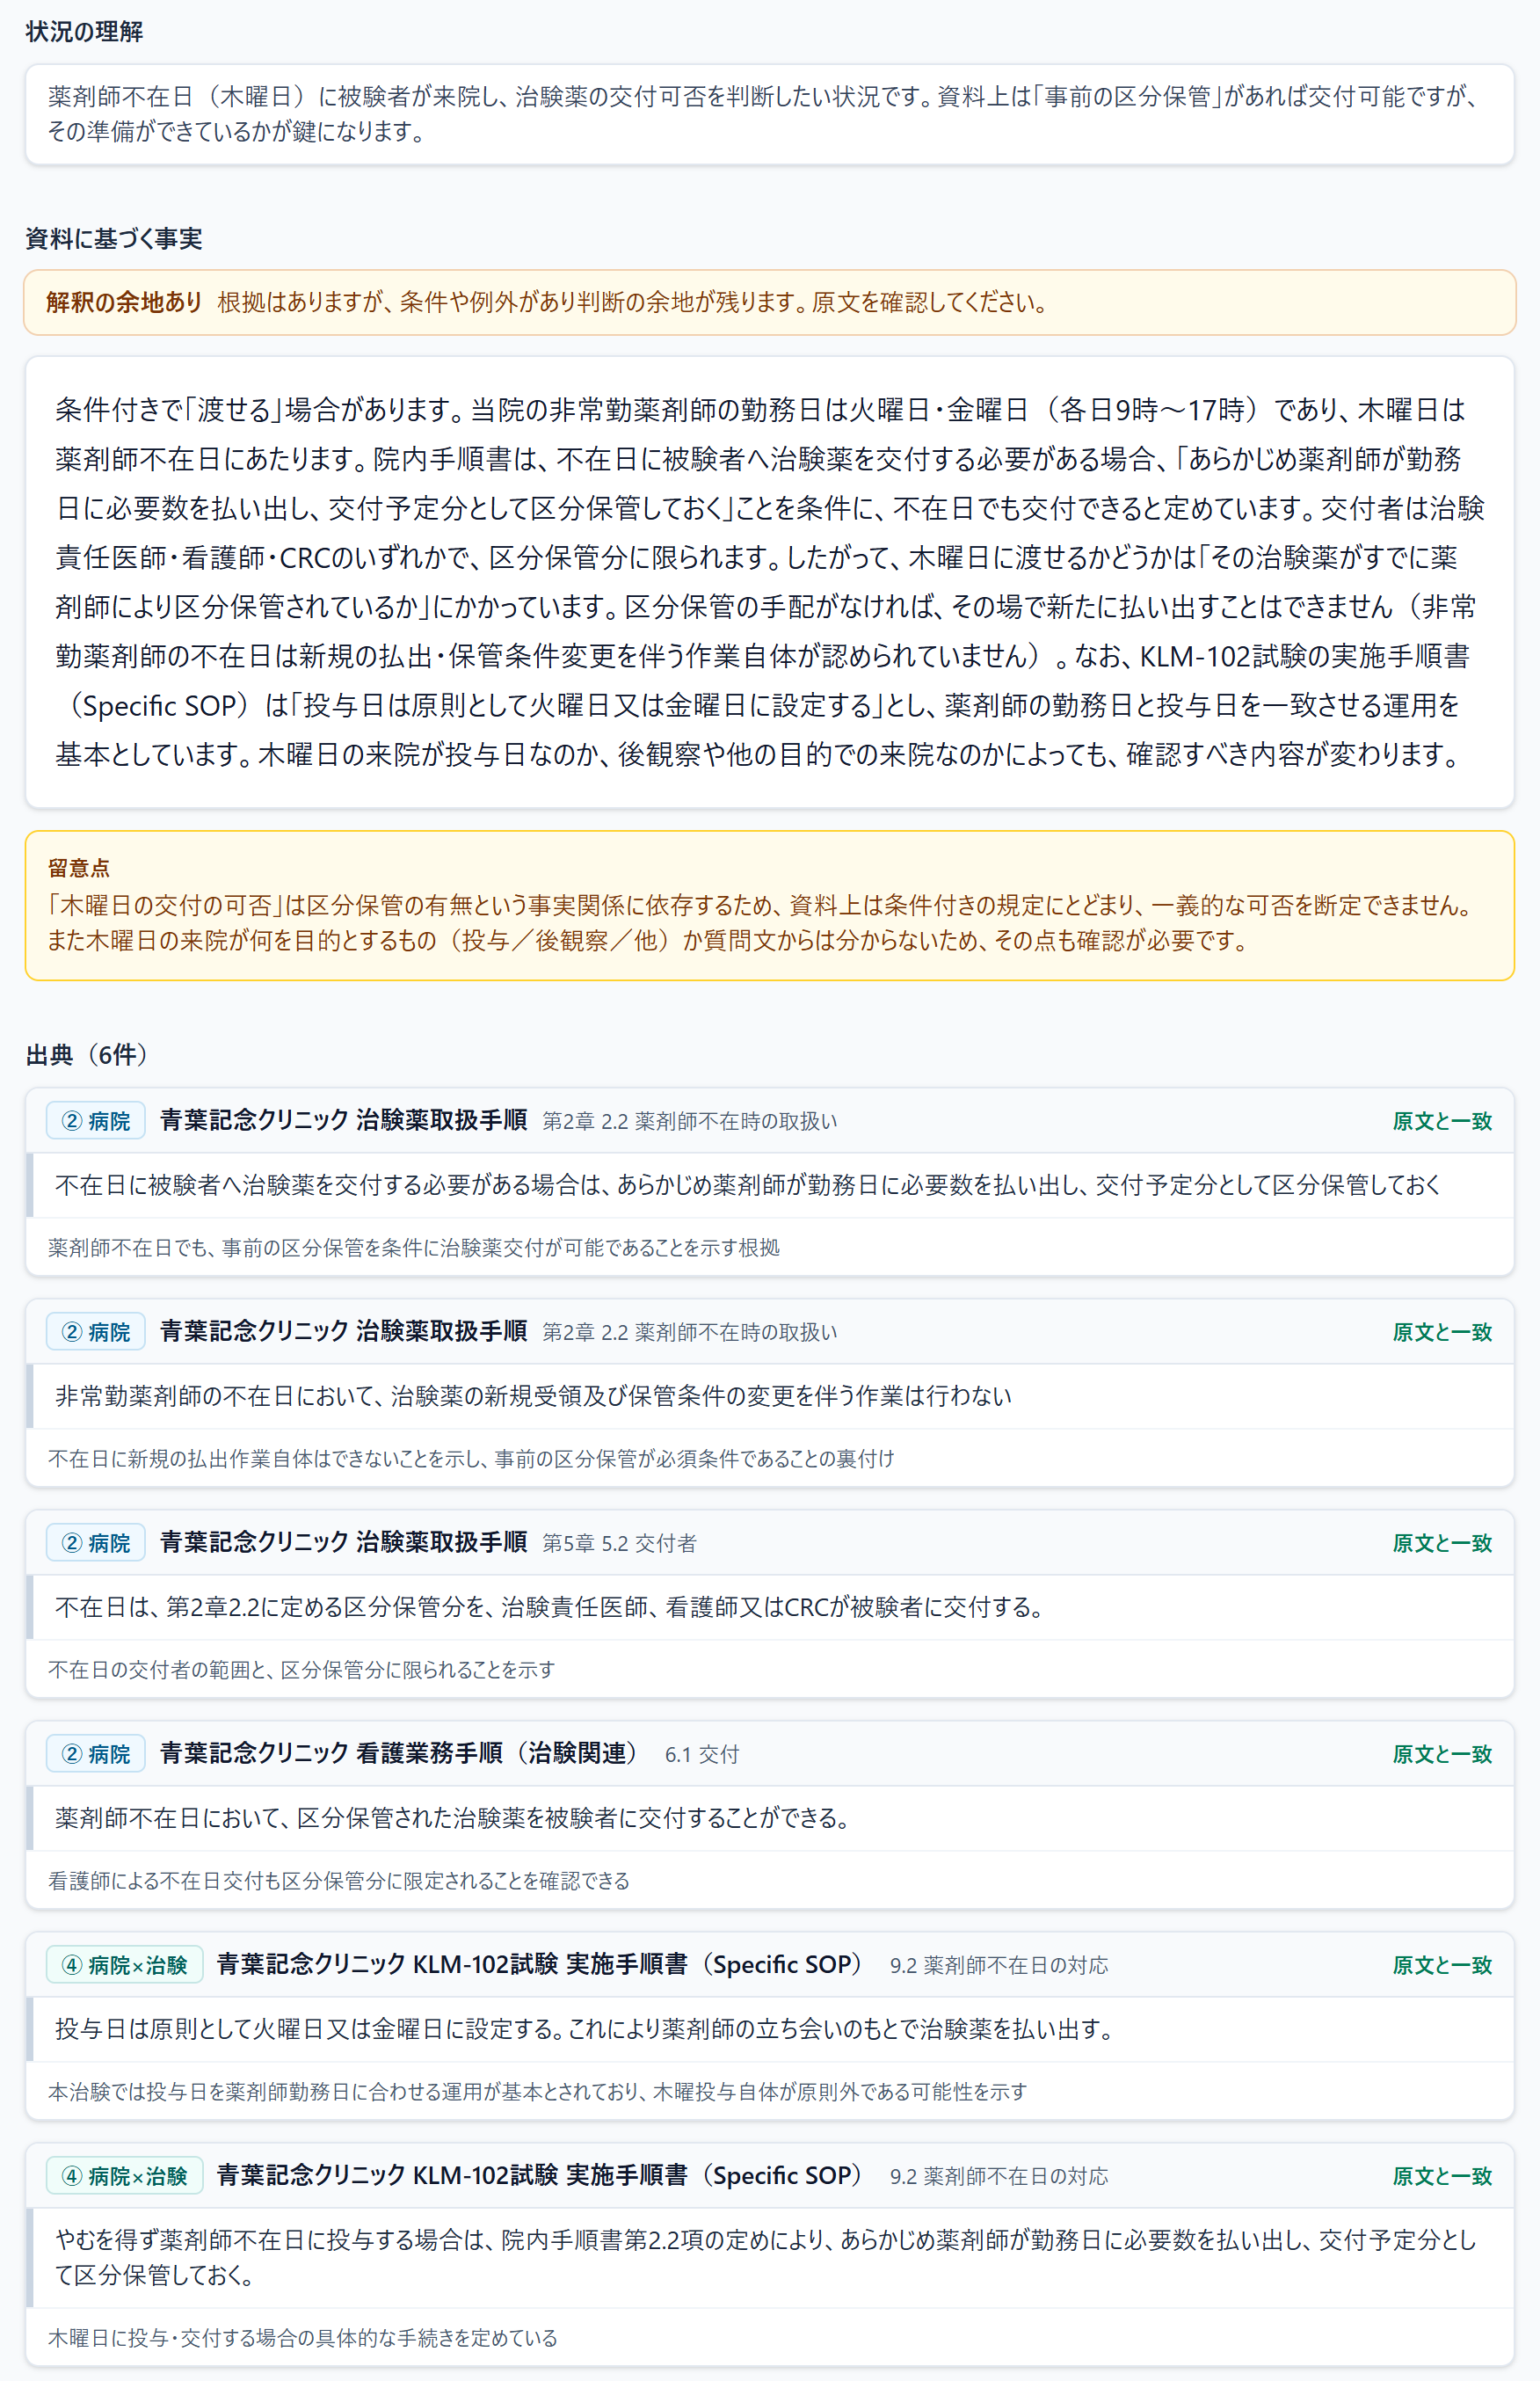 状況の理解
薬剤師不在日（木曜日）に被験者が来院し、治験薬の交付可否を判断したい状況です。資料上は「事前の区分保管」があれば交付可能ですが、
その準備ができているかが鍵になります。
資料に基づく事実
解釈の余地あり 根拠はありますが、条件や例外があり判断の余地が残ります。原文を確認してください。
条件付きで「渡せる」場合があります。当院の非常勤薬剤師の勤務日は火曜日・金曜日（各日9時〜17時）であり、木曜日は
薬剤師不在日にあたります。院内手順書は、不在日に被験者へ治験薬を交付する必要がある場合、「あらかじめ薬剤師が勤務
日に必要数を払い出し、交付予定分として区分保管しておく」ことを条件に、不在日でも交付できると定めています。交付者は治験
責任医師・看護師・CRCのいずれかで、区分保管分に限られます。したがって、木曜日に渡せるかどうかは「その治験薬がすでに薬
剤師により区分保管されているか」にかかっています。区分保管の手配がなければ、その場で新たに払い出すことはできません（非常
勤薬剤師の不在日は新規の払出・保管条件変更を伴う作業自体が認められていません）。なお、KLM-102試験の実施手順書
（Specific SOP）は「投与日は原則として火曜日又は金曜日に設定する」とし、薬剤師の勤務日と投与日を一致させる運用を
基本としています。木曜日の来院が投与日なのか、後観察や他の目的での来院なのかによっても、確認すべき内容が変わります。
留意点
「木曜日の交付の可否」は区分保管の有無という事実関係に依存するため、資料上は条件付きの規定にとどまり、一義的な可否を断定できません。
また木曜日の来院が何を目的とするもの（投与／後観察／他）か質問文からは分からないため、その点も確認が必要です。
出典（6件）
② 病院 青葉記念クリニック 治験薬取扱手順 第2章 2.2 薬剤師不在時の取扱い 原文と一致
不在日に被験者へ治験薬を交付する必要がある場合は、あらかじめ薬剤師が勤務日に必要数を払い出し、交付予定分として区分保管しておく
薬剤師不在日でも、事前の区分保管を条件に治験薬交付が可能であることを示す根拠
② 病院 青葉記念クリニック 治験薬取扱手順 第2章 2.2 薬剤師不在時の取扱い 原文と一致
非常勤薬剤師の不在日において、治験薬の新規受領及び保管条件の変更を伴う作業は行わない
不在日に新規の払出作業自体はできないことを示し、事前の区分保管が必須条件であることの裏付け
② 病院 青葉記念クリニック 治験薬取扱手順 第5章 5.2 交付者 原文と一致
不在日は、第2章2.2に定める区分保管分を、治験責任医師、看護師又はCRCが被験者に交付する。
不在日の交付者の範囲と、区分保管分に限られることを示す
② 病院 青葉記念クリニック 看護業務手順（治験関連） 6.1 交付 原文と一致
薬剤師不在日において、区分保管された治験薬を被験者に交付することができる。
看護師による不在日交付も区分保管分に限定されることを確認できる
④ 病院×治験 青葉記念クリニック KLM-102試験 実施手順書（Specific SOP） 9.2 薬剤師不在日の対応 原文と一致
投与日は原則として火曜日又は金曜日に設定する。これにより薬剤師の立ち会いのもとで治験薬を払い出す。
本治験では投与日を薬剤師勤務日に合わせる運用が基本とされており、木曜投与自体が原則外である可能性を示す
④ 病院×治験 青葉記念クリニック KLM-102試験 実施手順書（Specific SOP） 9.2 薬剤師不在日の対応 原文と一致
やむを得ず薬剤師不在日に投与する場合は、院内手順書第2.2項の定めにより、あらかじめ薬剤師が勤務日に必要数を払い出し、交付予定分とし
て区分保管しておく。
木曜日に投与・交付する場合の具体的な手続きを定めている